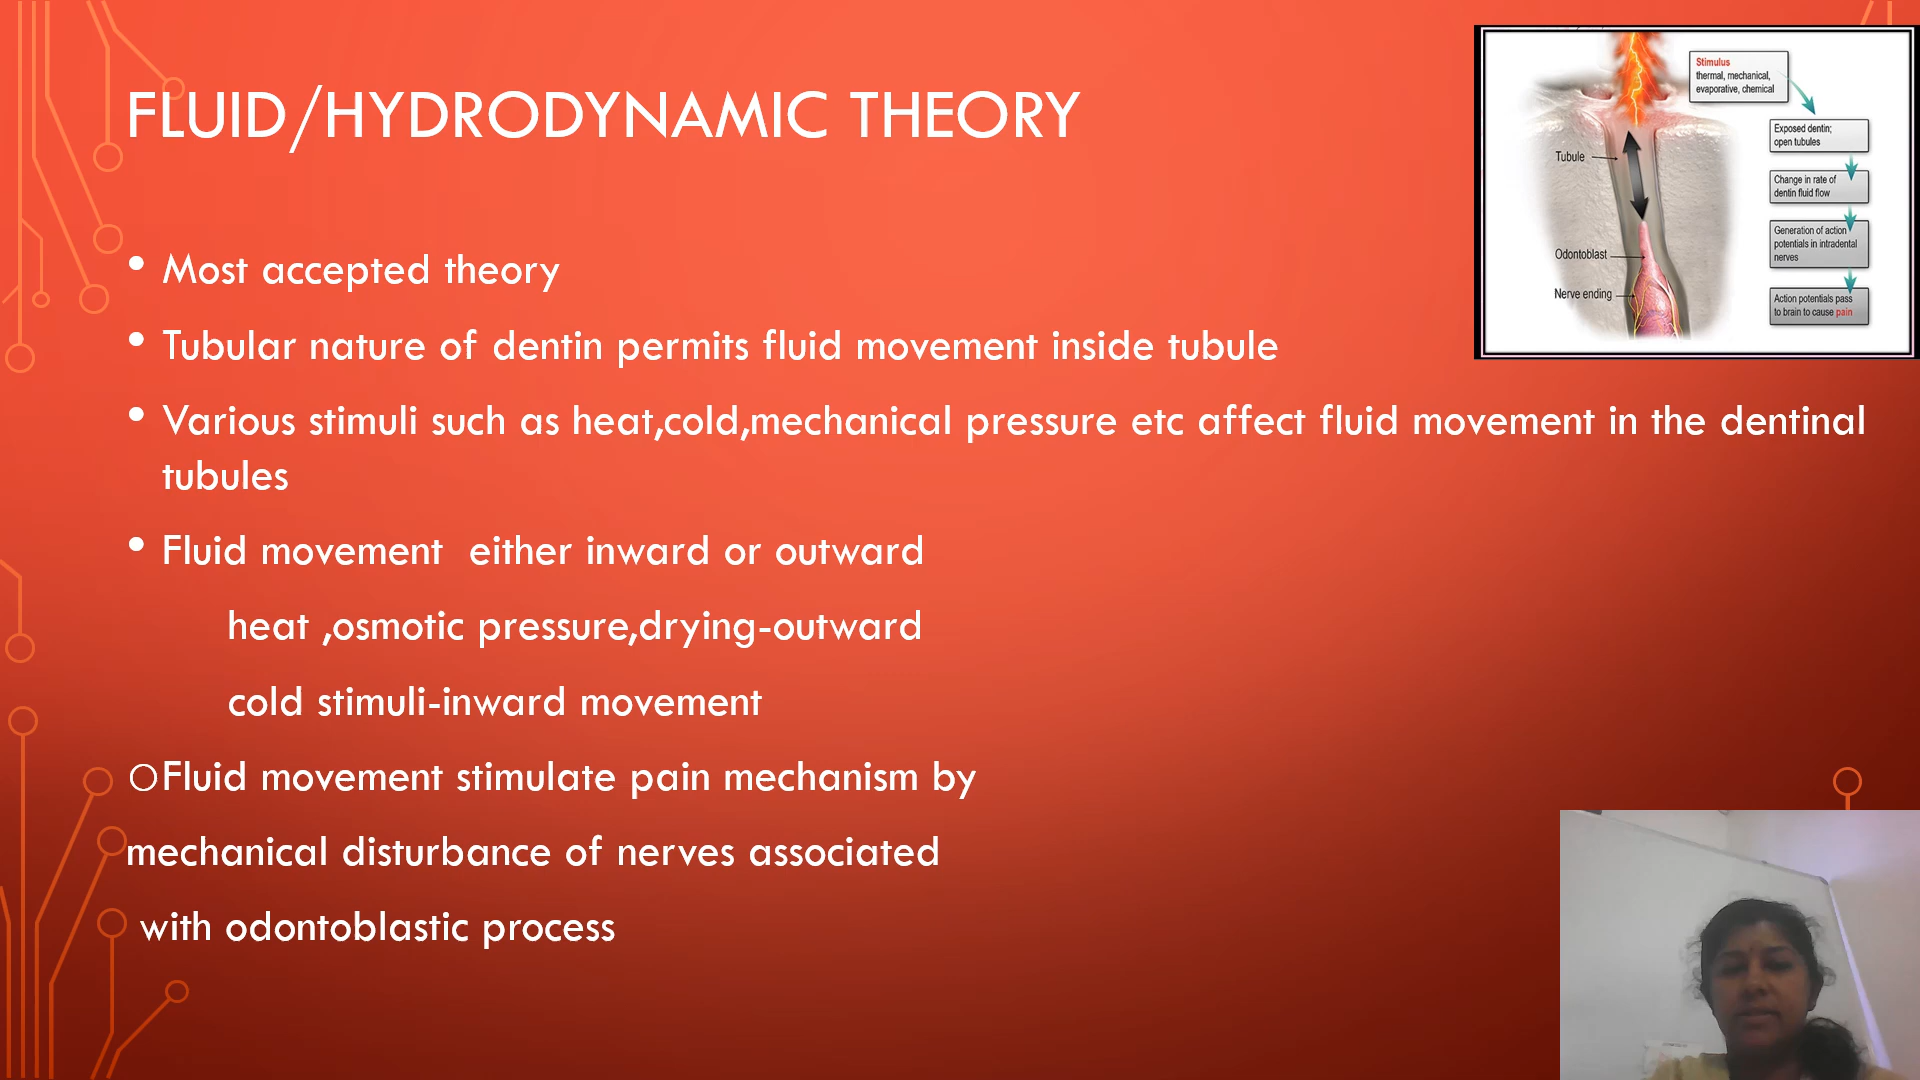 FLUID/HYDRODYNAMIC THEORY
• Most accepted theory
• Tubular nature of dentin permits fluid movement inside tubule
• Various stimuli such as heat,cold,mechanical pressure etc affect fluid movement in the dentinal
tubules
• Fluid movement  either inward or outward
heat ,osmotic pressure,drying-outward
cold stimuli-inward movement
○Fluid movement stimulate pain mechanism by
mechanical disturbance of nerves associated
with odontoblastic process
Stimulus
thermal, mechanical,
evaporative, chemical
Exposed dentin;
open tubules
Change in rate of
dentin fluid flow
Generation of action
potentials in intradental
nerves
Action potentials pass
to brain to cause pain
Tubule
Odontoblast
Nerve ending